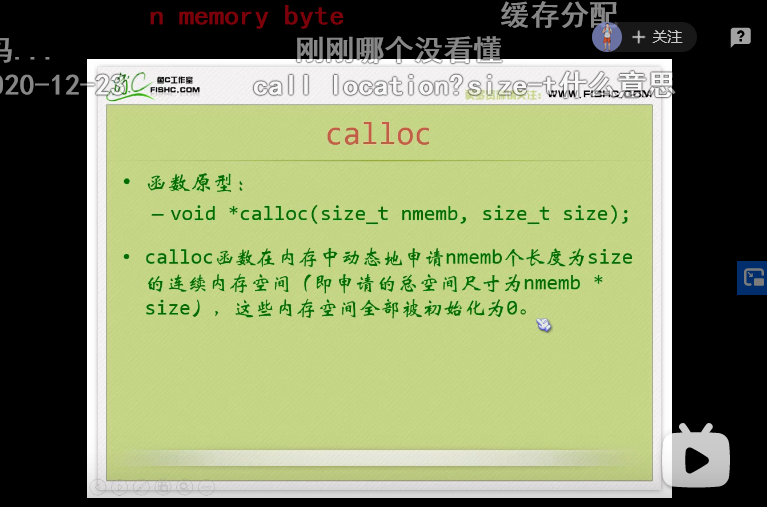 n memory byte
缓存分配
关注
吗...
刚刚哪个没看懂
020-12-23
call location?size-t什么意思
鱼C工作室
FISHC.COM
WWW.FISHC.COM
calloc
• 函数原型：
– void *calloc(size_t nmemb, size_t size);
• calloc函数在内存中动态地申请nmemb个长度为size
的连续内存空间（即申请的总空间尺寸为nmemb *
size），这些内存空间全部被初始化为0。